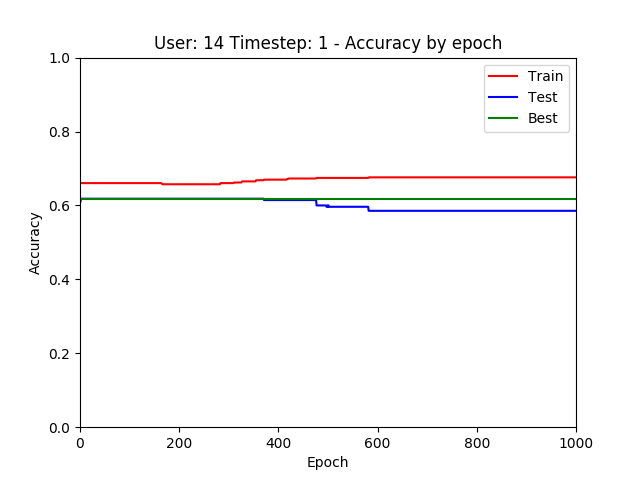 User: 14 Timestep: 1 - Accuracy by epoch
1.0
0.8
0.6
0.4
0.2
0.0
Accuracy
Train
Test
Best
0 200 400 600 800 1000
Epoch